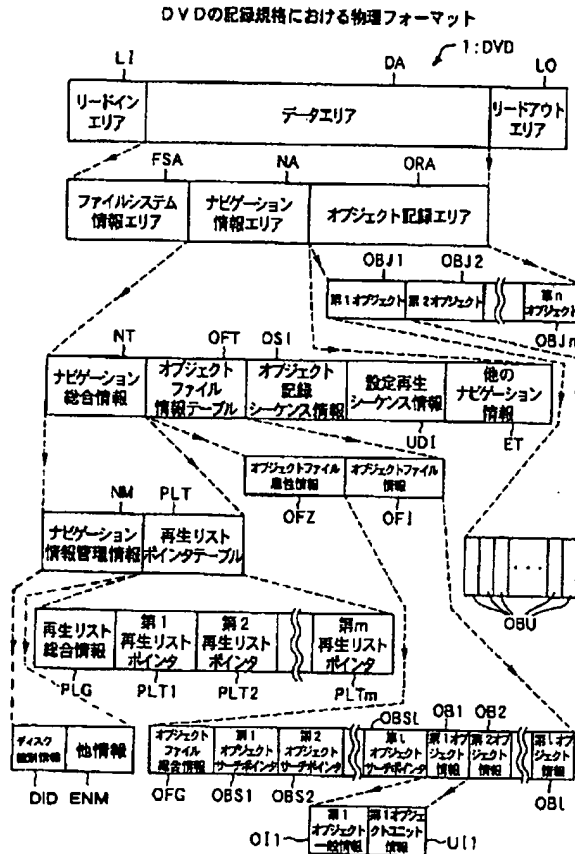 DVDの記録規格における物理フォーマット
1:DVD
LI
DA
LO
リードイン
エリア
データエリア
リードアウト
エリア
FSA
NA
ORA
ファイルシステム
情報エリア
ナビゲーション
情報エリア
オブジェクト記録エリア
OBJ1
OBJ2
第1オブジェクト
第2オブジェクト
第n
オブジェクト
OBJn
NT
OFT
OSI
ナビゲーション
総合情報
オブジェクト
ファイル
情報テーブル
オブジェクト
記録
シーケンス情報
設定再生
シーケンス情報
他の
ナビゲーション
情報
UDI
ET
オブジェクトファイル
属性情報
オブジェクトファイル
情報
OFZ
OFI
NM
PLT
ナビゲーション
情報管理情報
再生リスト
ポインタテーブル
OBU
再生リスト
総合情報
第1
再生リスト
ポインタ
第2
再生リスト
ポインタ
第m
再生リスト
ポインタ
PLG
PLT1
PLT2
PLTm
OBSl
OB1
OB2
ディスク
識別情報
他情報
オブジェクト
ファイル
総合情報
第1
オブジェクト
サーチポインタ
第2
オブジェクト
サーチポインタ
第l
オブジェクト
サーチポインタ
第1オブ
ジェクト
情報
第2オブ
ジェクト
情報
第lオブ
ジェクト
情報
DID
ENM
OFG
OBS1
OBS2
OBl
OI1
第1
オブジェクト
一般情報
第1オブジェ
クトユニット
情報
UI1